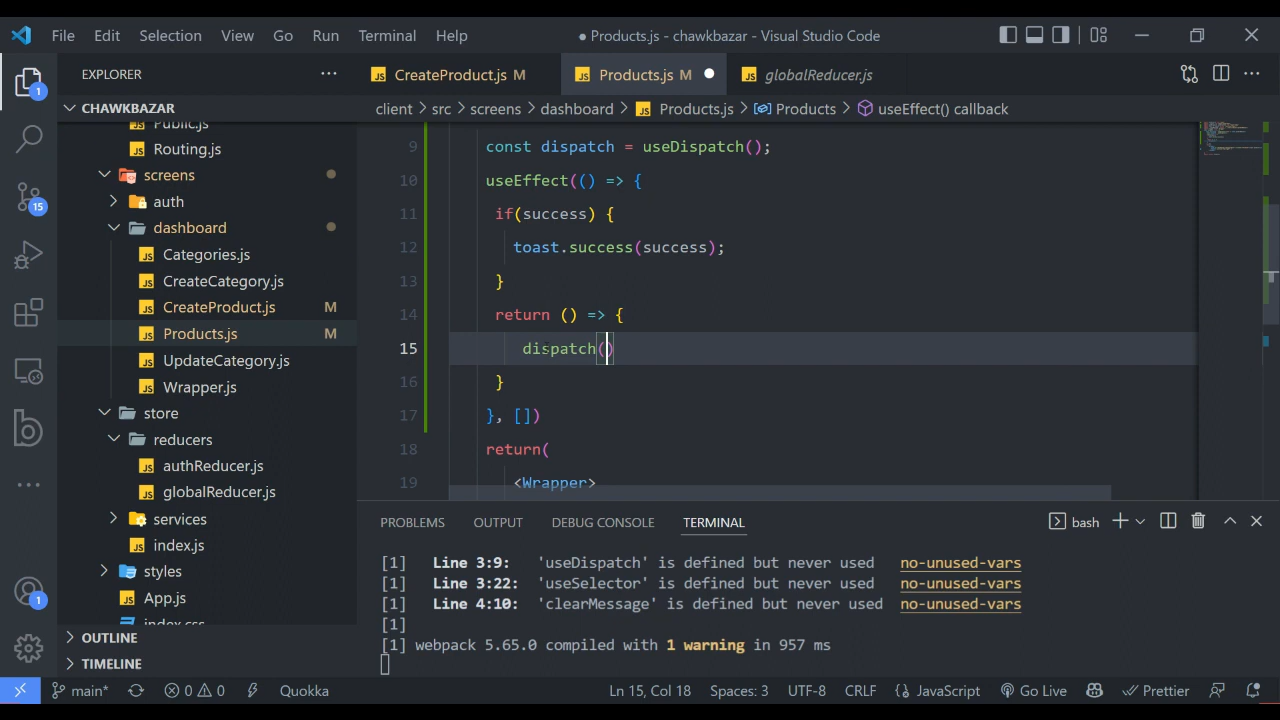 File Edit Selection View Go Run Terminal Help
● Products.js - chawkbazar - Visual Studio Code
EXPLORER
CreateProduct.js M
Products.js M
globalReducer.js
CHAWKBAZAR
client > src > screens > dashboard > Products.js > Products > useEffect() callback
Public.js
Routing.js
screens
auth
dashboard
Categories.js
CreateCategory.js
CreateProduct.js M
Products.js M
UpdateCategory.js
Wrapper.js
store
reducers
authReducer.js
globalReducer.js
services
index.js
styles
App.js
index.css
OUTLINE
TIMELINE
1
15
1
9 const dispatch = useDispatch();
10 useEffect(() => {
11 if(success) {
12 toast.success(success);
13 }
14 return () => {
15 dispatch()
16 }
17 }, [])
18 return(
19 <Wrapper>
PROBLEMS OUTPUT DEBUG CONSOLE TERMINAL
bash
[1] Line 3:9: 'useDispatch' is defined but never used no-unused-vars
[1] Line 3:22: 'useSelector' is defined but never used no-unused-vars
[1] Line 4:10: 'clearMessage' is defined but never used no-unused-vars
[1]
[1] webpack 5.65.0 compiled with 1 warning in 957 ms
main* 0 0 Quokka
Ln 15, Col 18 Spaces: 3 UTF-8 CRLF JavaScript Go Live Prettier